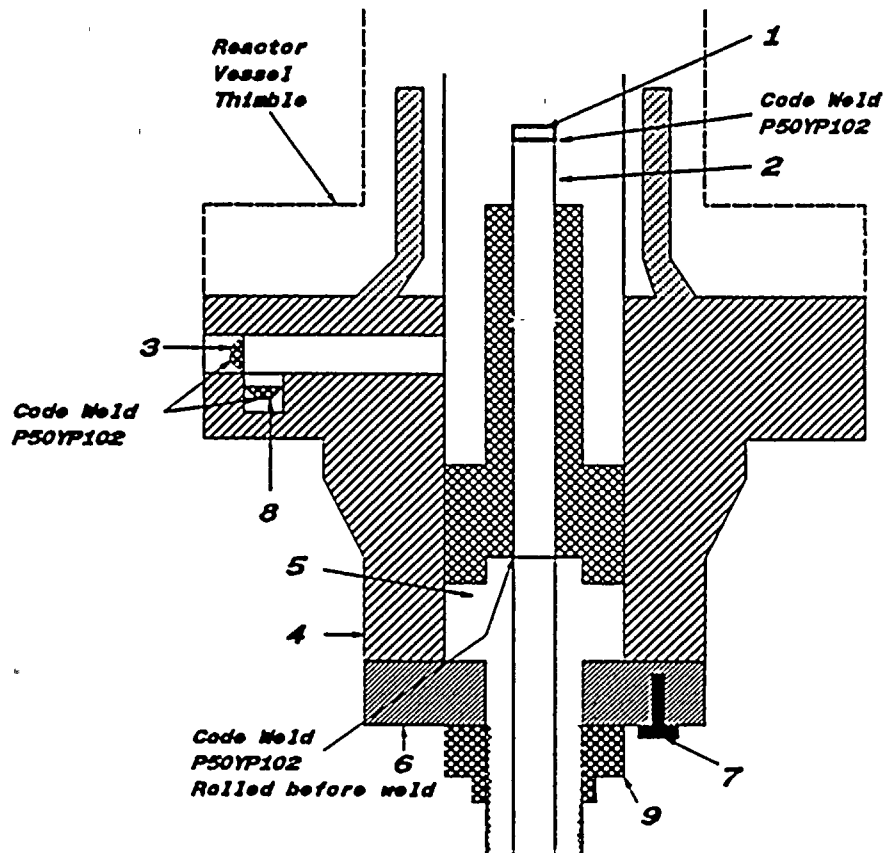 1
Reactor
Vessel
Thimble
Code Weld
P50YP102
2
3
Code Weld
P50YP102
8
5
4
Code Weld
P50YP102
Rolled before weld
6
7
9